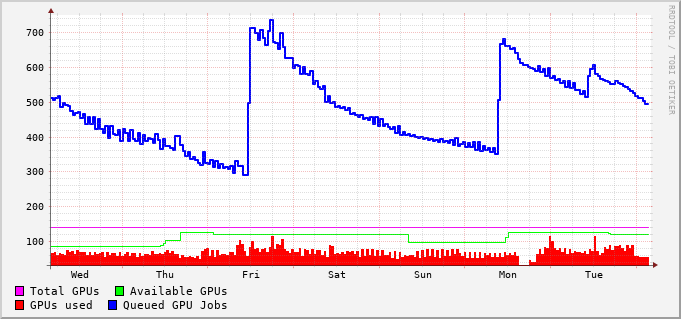 700
600
500
400
300
200
100
Wed Thu Fri Sat Sun Mon Tue
Total GPUs Available GPUs
GPUs used Queued GPU Jobs
RRDTOOL / TOBI OETIKER